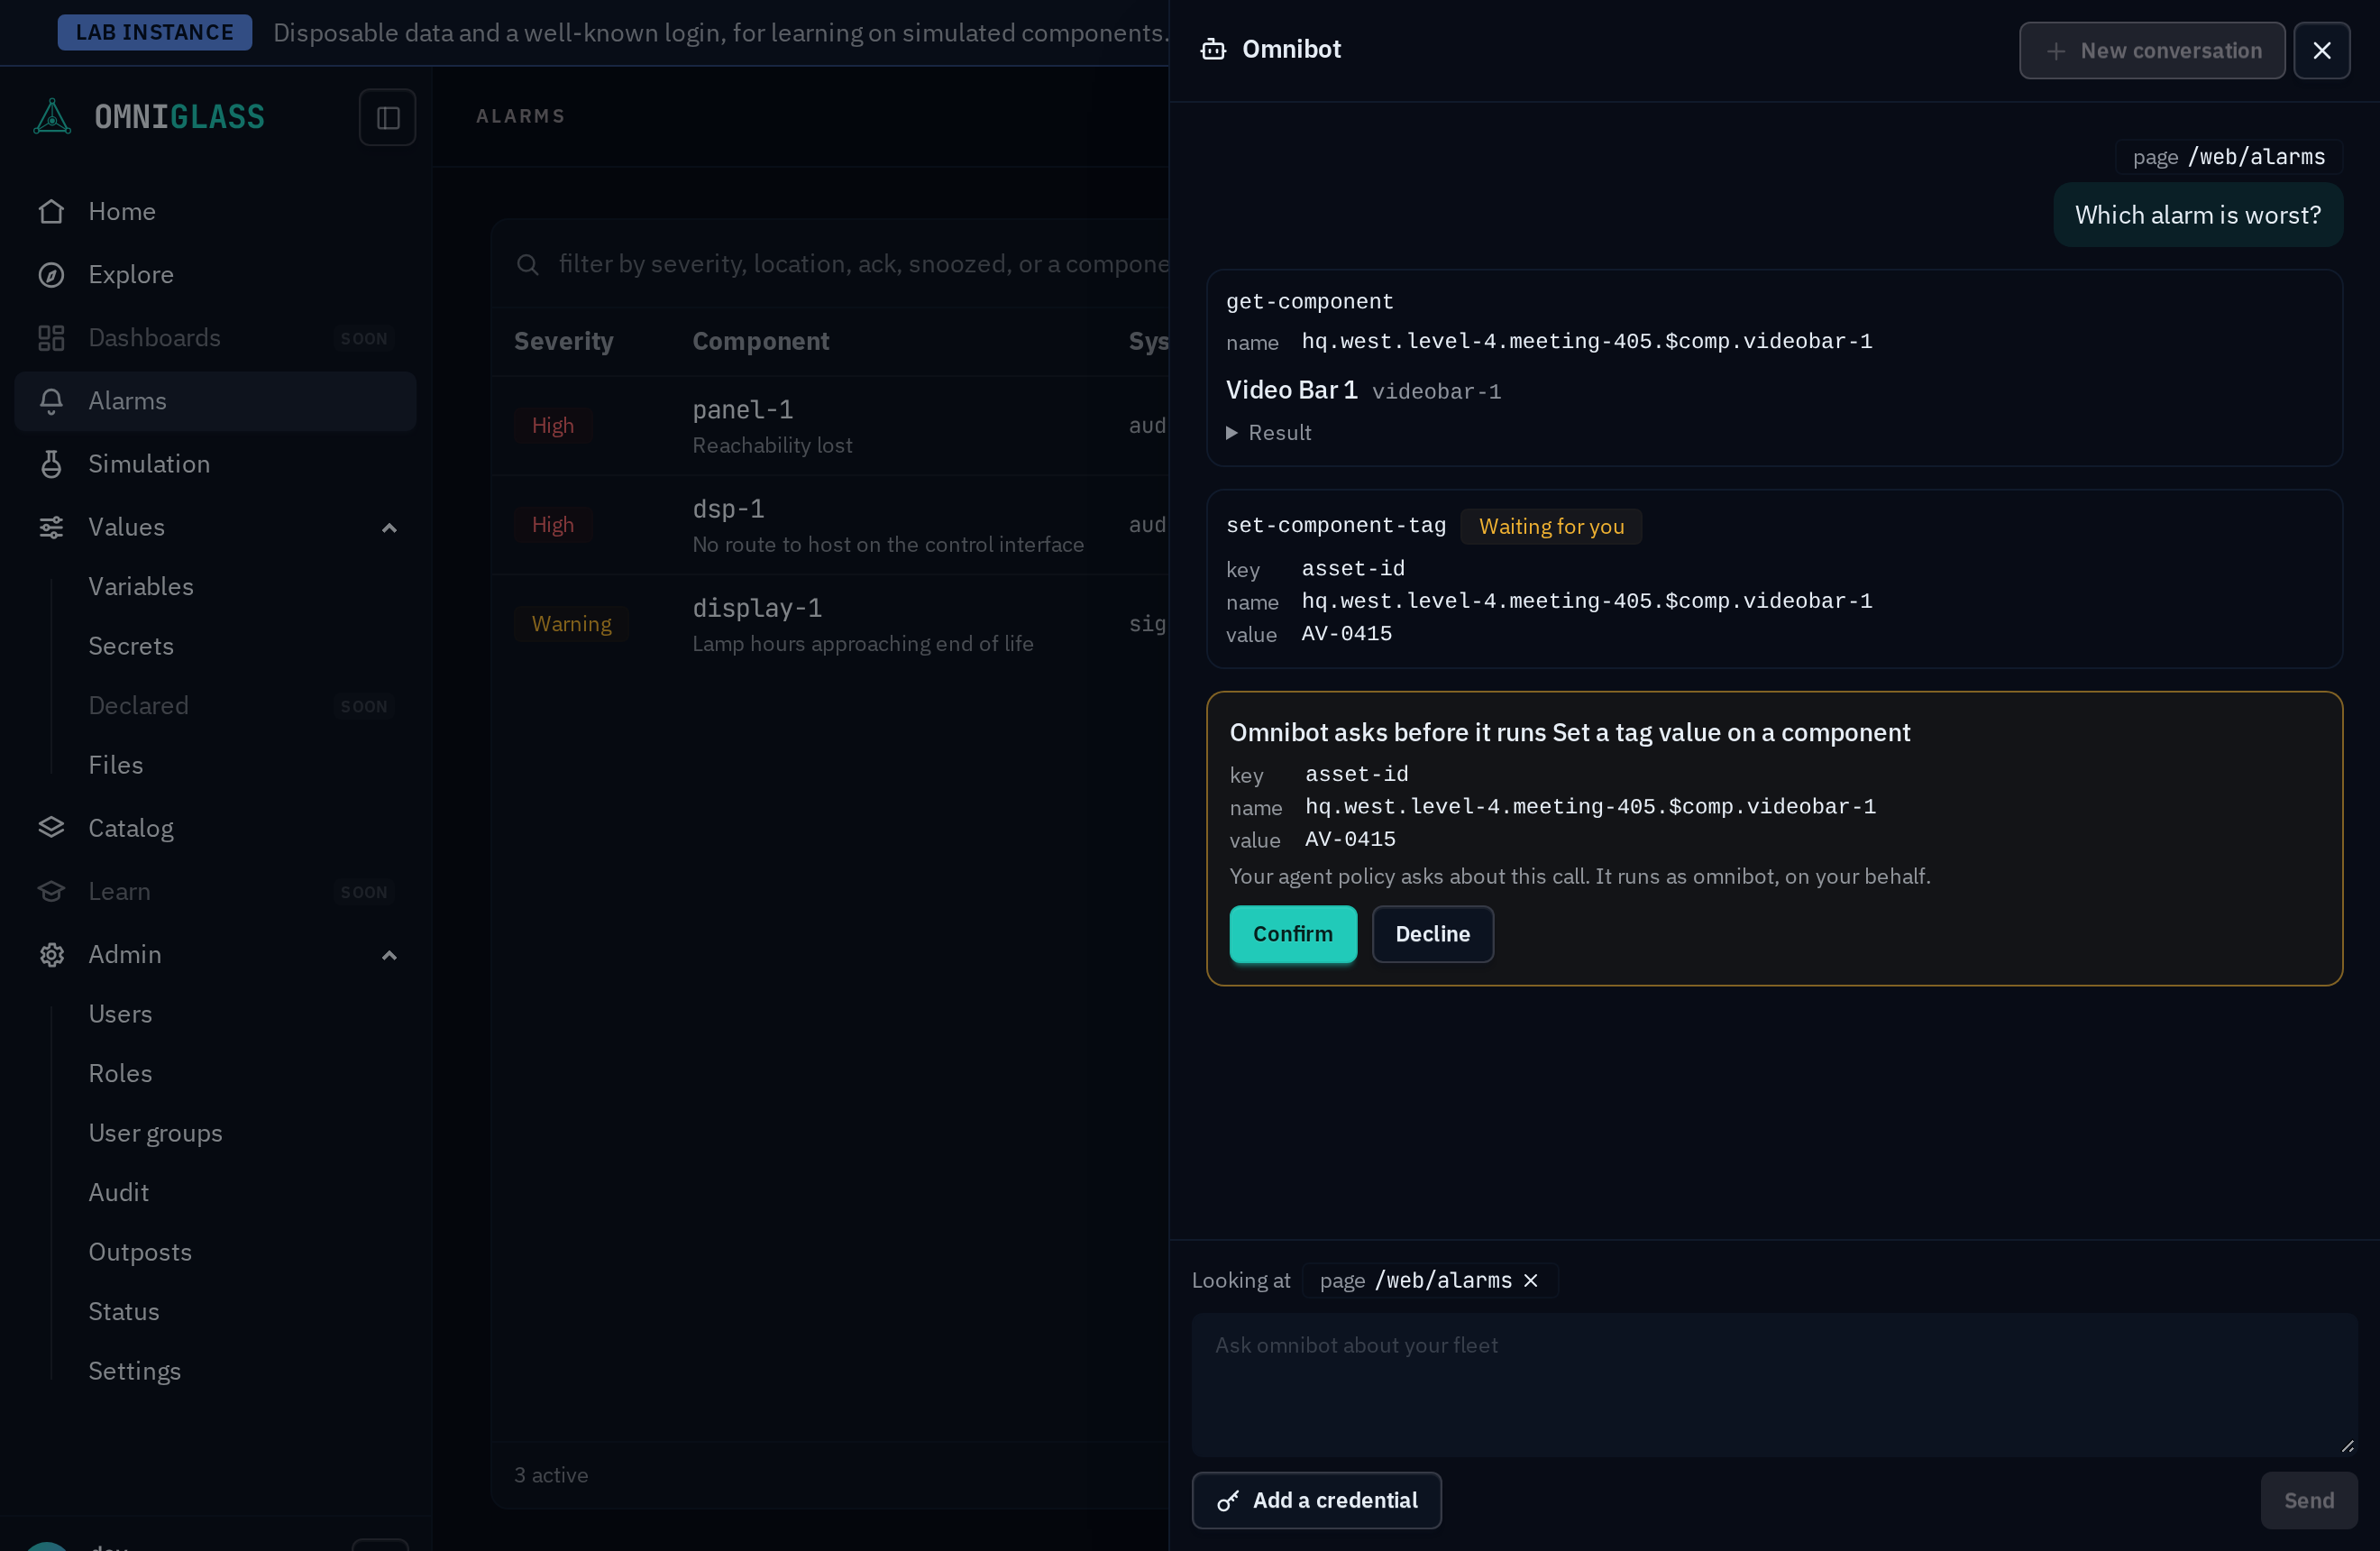 LAB INSTANCE Disposable data and a well-known login, for learning on simulated components.
OMNIGLASS
Home
Explore
Dashboards SOON
Alarms
Simulation
Values
Variables
Secrets
Declared SOON
Files
Catalog
Learn SOON
Admin
Users
Roles
User groups
Audit
Outposts
Status
Settings
ALARMS
filter by severity, location, ack, snoozed, or a compone
Severity Component Sys
High panel-1 aud
Reachability lost
High dsp-1 aud
No route to host on the control interface
Warning display-1 sig
Lamp hours approaching end of life
3 active
Omnibot
New conversation
page /web/alarms
Which alarm is worst?
get-component
name hq.west.level-4.meeting-405.$comp.videobar-1
Video Bar 1 videobar-1
Result
set-component-tag Waiting for you
key asset-id
name hq.west.level-4.meeting-405.$comp.videobar-1
value AV-0415
Omnibot asks before it runs Set a tag value on a component
key asset-id
name hq.west.level-4.meeting-405.$comp.videobar-1
value AV-0415
Your agent policy asks about this call. It runs as omnibot, on your behalf.
Confirm Decline
Looking at page /web/alarms
Ask omnibot about your fleet
Add a credential
Send